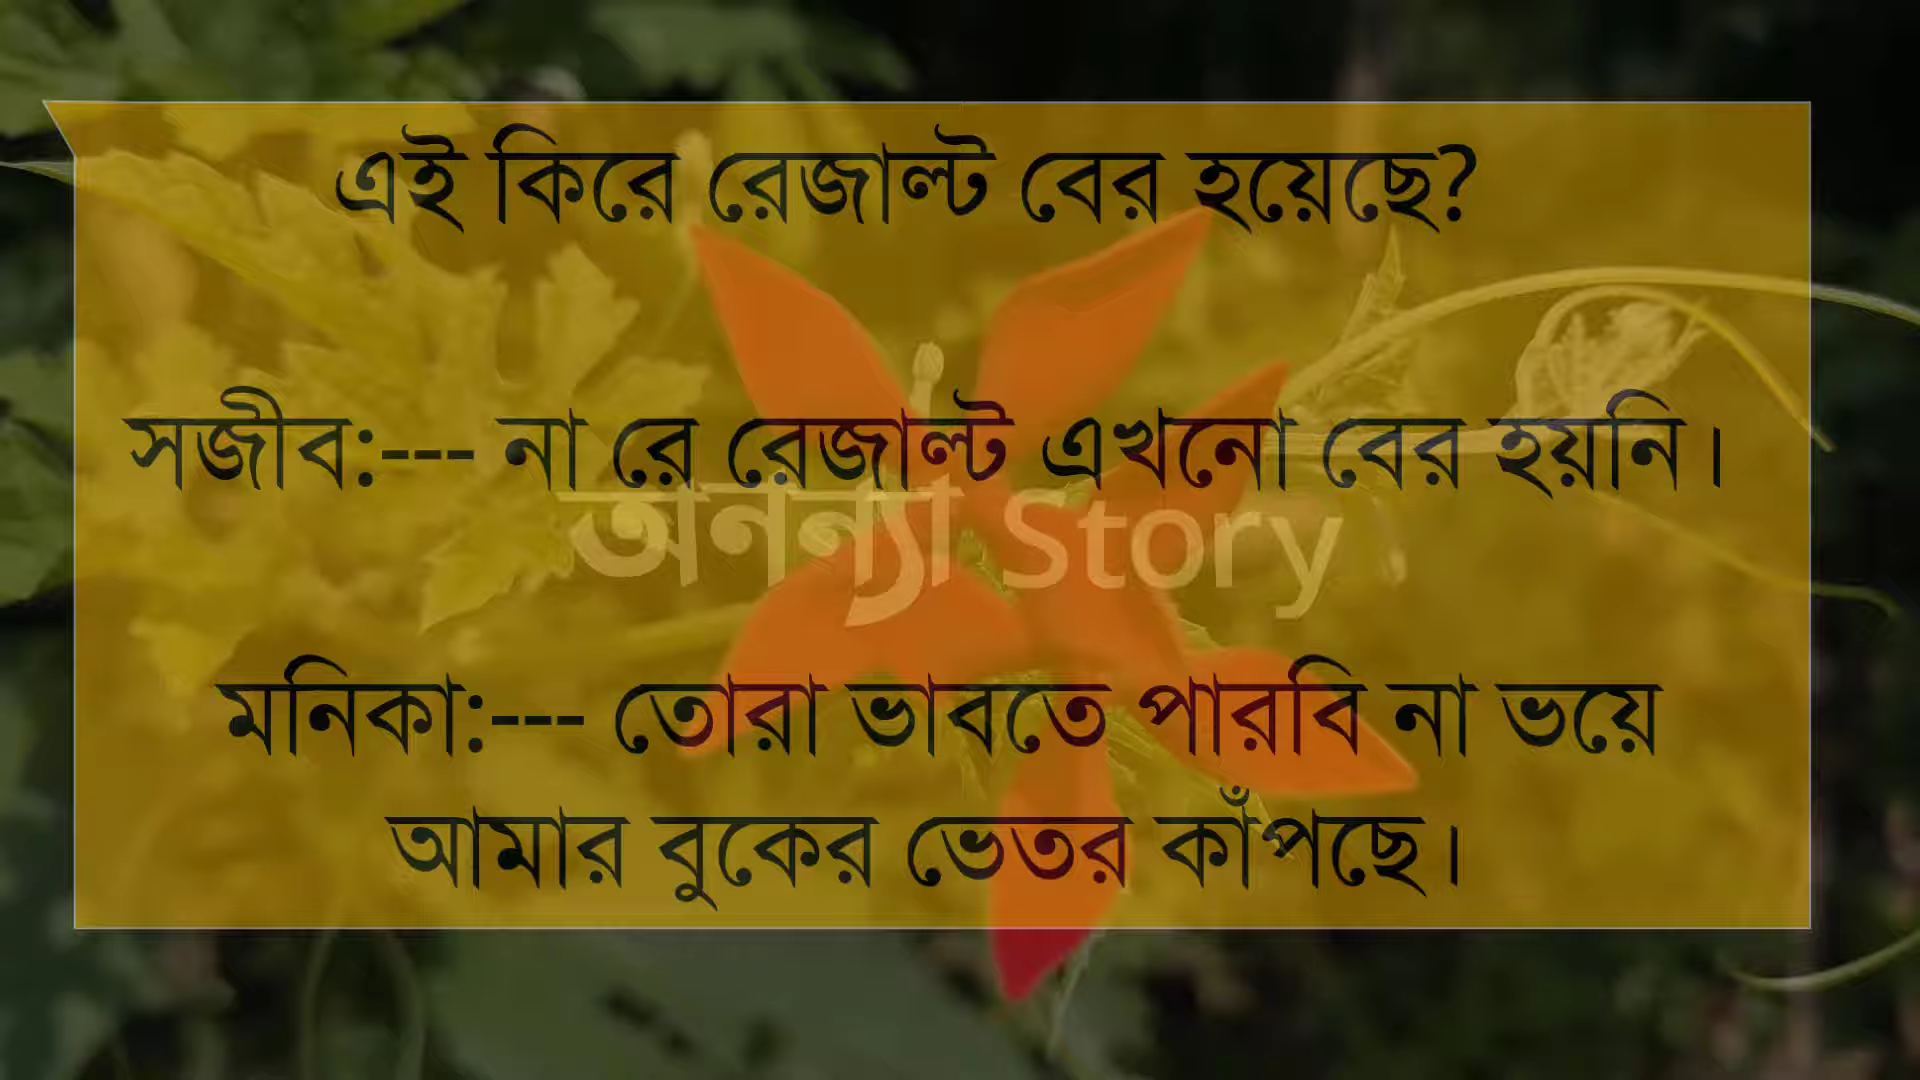 এই কিরে রেজাল্ট বের হয়েছে?
সজীব:--- না রে রেজাল্ট এখনো বের হয়নি।
অনন্যা Story
মনিকা:--- তোরা ভাবতে পারবি না ভয়ে
আমার বুকের ভেতর কাঁপছে।